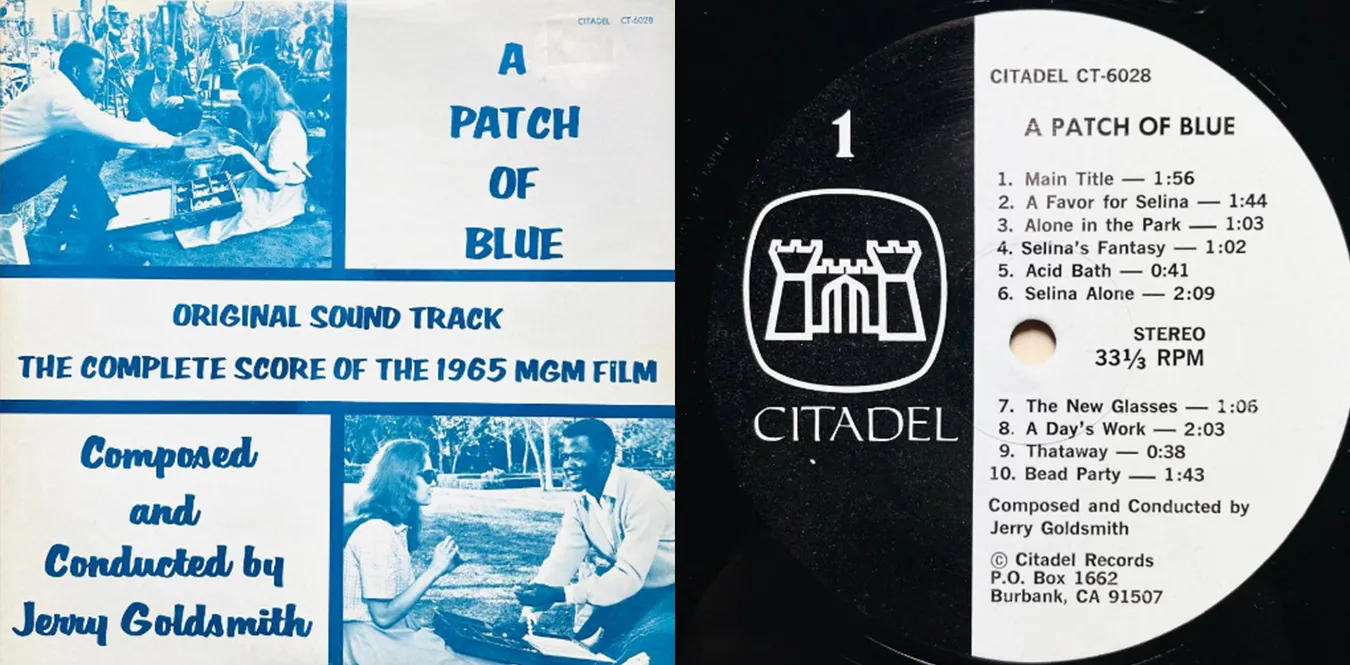 CITADEL CT-6028
A
PATCH
OF
BLUE
ORIGINAL SOUND TRACK
THE COMPLETE SCORE OF THE 1965 MGM FiLM
Composed
and
Conducted by
Jerry Goldsmith
1
CITADEL
CITADEL CT-6028
A PATCH OF BLUE
1. Main Title — 1:56
2. A Favor for Selina — 1:44
3. Alone in the Park — 1:03
4. Selina's Fantasy — 1:02
5. Acid Bath — 0:41
6. Selina Alone — 2:09
STEREO
33⅓ RPM
7. The New Glasses — 1:06
8. A Day's Work — 2:03
9. Thataway — 0:38
10. Bead Party — 1:43
Composed and Conducted by
Jerry Goldsmith
© Citadel Records
P.O. Box 1662
Burbank, CA 91507